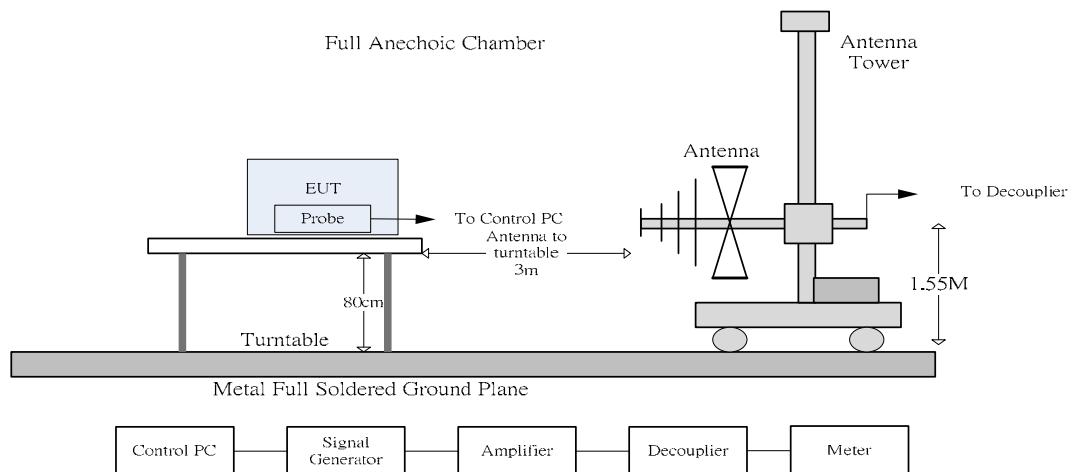 Full Anechoic Chamber
Antenna
Tower
Antenna
EUT
Probe
To Control PC
To Decouplier
Antenna to
turntable
3m
80cm
1.55M
Turntable
Metal Full Soldered Ground Plane
Control PC
Signal
Generator
Amplifier
Decouplier
Meter